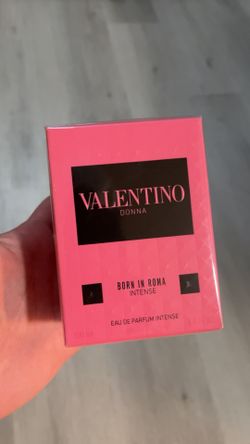 VALENTINO
DONNA
BORN IN ROMA
INTENSE
EAU DE PARFUM INTENSE